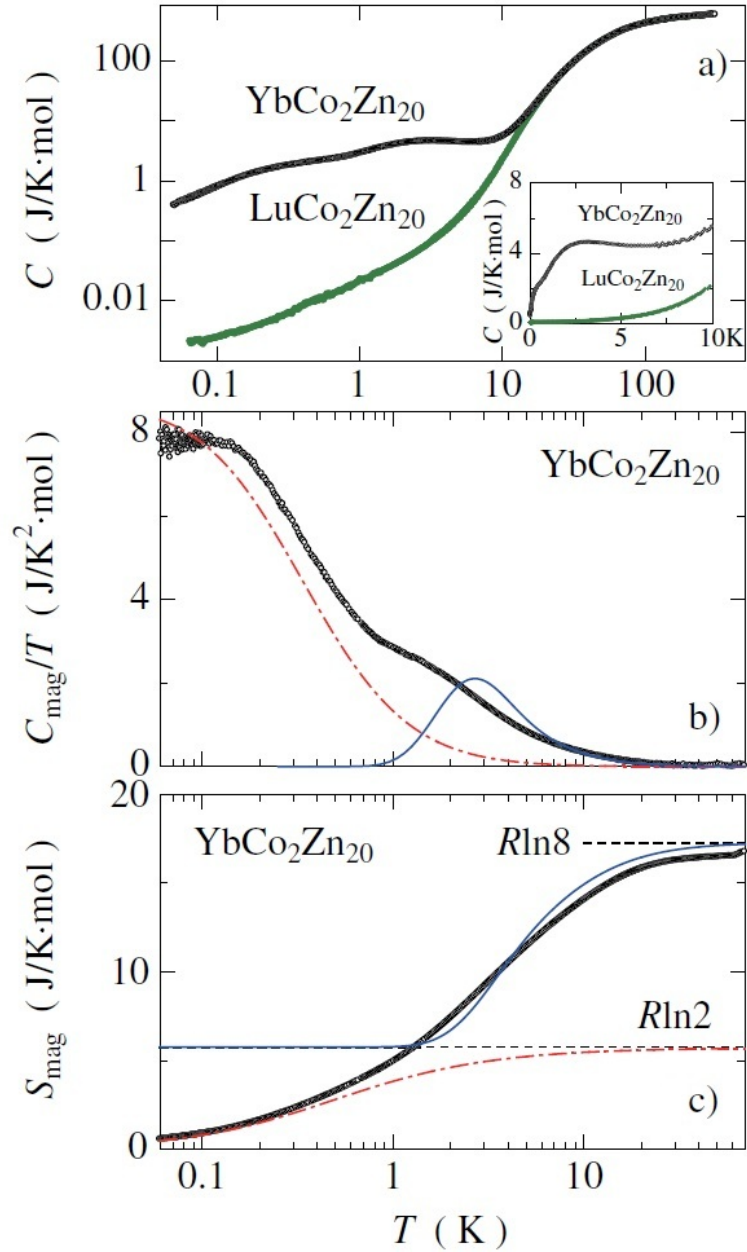 a)
100
YbCo₂Zn₂₀
1
LuCo₂Zn₂₀
0.01
C ( J/K·mol )
8
4
0
C (J/K·mol)
YbCo₂Zn₂₀
LuCo₂Zn₂₀
0 5 10K
0.1 1 10 100
8
YbCo₂Zn₂₀
4
C_mag/T ( J/K²·mol )
b)
0
20
YbCo₂Zn₂₀
Rln8
10
Rln2
S_mag ( J/K·mol )
c)
0
0.1 1 10
T ( K )